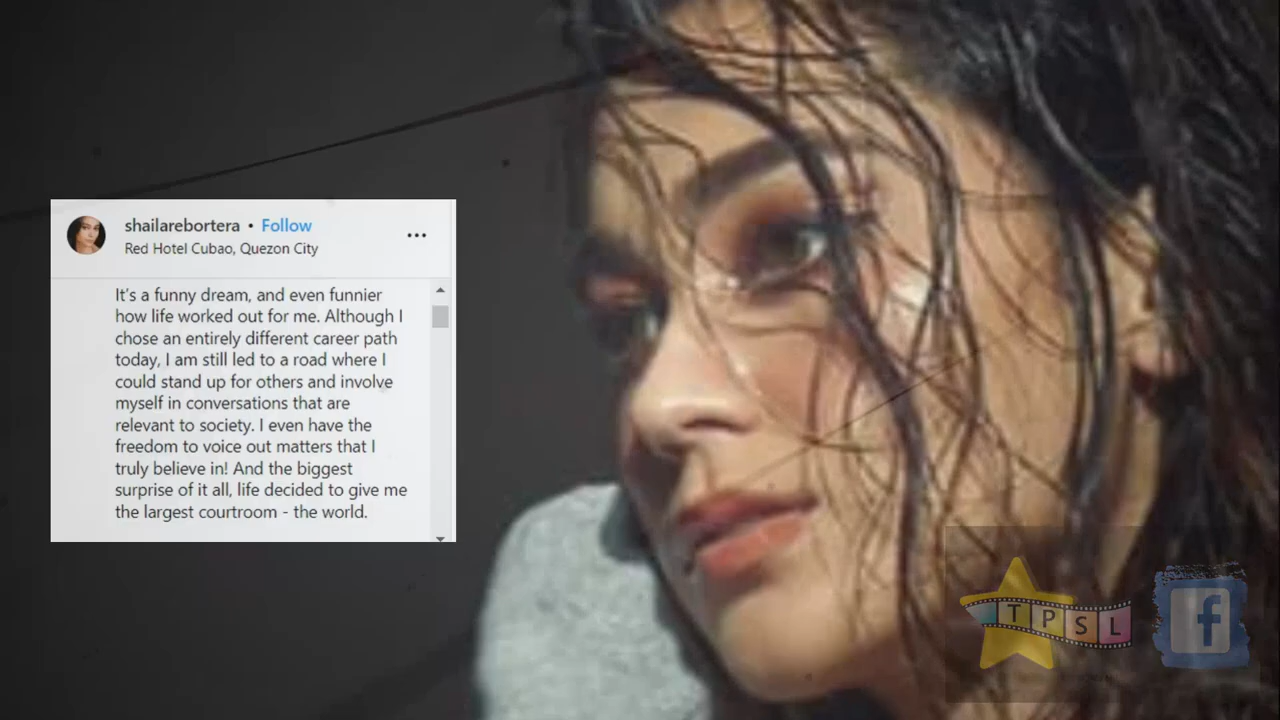 shailarebortera • Follow
Red Hotel Cubao, Quezon City
It's a funny dream, and even funnier
how life worked out for me. Although I
chose an entirely different career path
today, I am still led to a road where I
could stand up for others and involve
myself in conversations that are
relevant to society. I even have the
freedom to voice out matters that I
truly believe in! And the biggest
surprise of it all, life decided to give me
the largest courtroom - the world.
TPSL
f